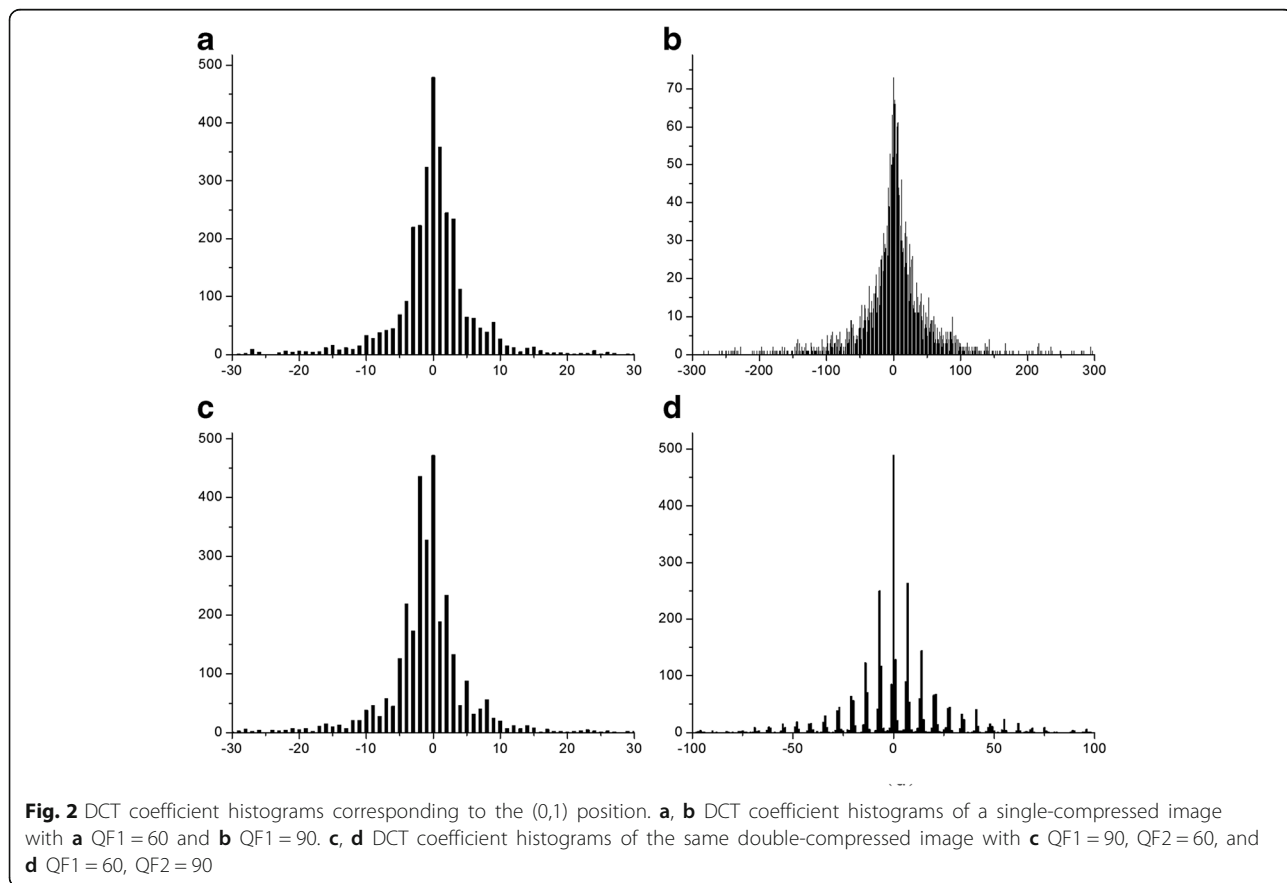 a
500
400
300
200
100
0
-30 -20 -10 0 10 20 30
b
70
60
50
40
30
20
10
0
-300 -200 -100 0 100 200 300
c
500
400
300
200
100
0
-30 -20 -10 0 10 20 30
d
500
400
300
200
100
0
-100 -50 0 50 100
Fig. 2 DCT coefficient histograms corresponding to the (0,1) position. a, b DCT coefficient histograms of a single-compressed image
with a QF1 = 60 and b QF1 = 90. c, d DCT coefficient histograms of the same double-compressed image with c QF1 = 90, QF2 = 60, and
d QF1 = 60, QF2 = 90